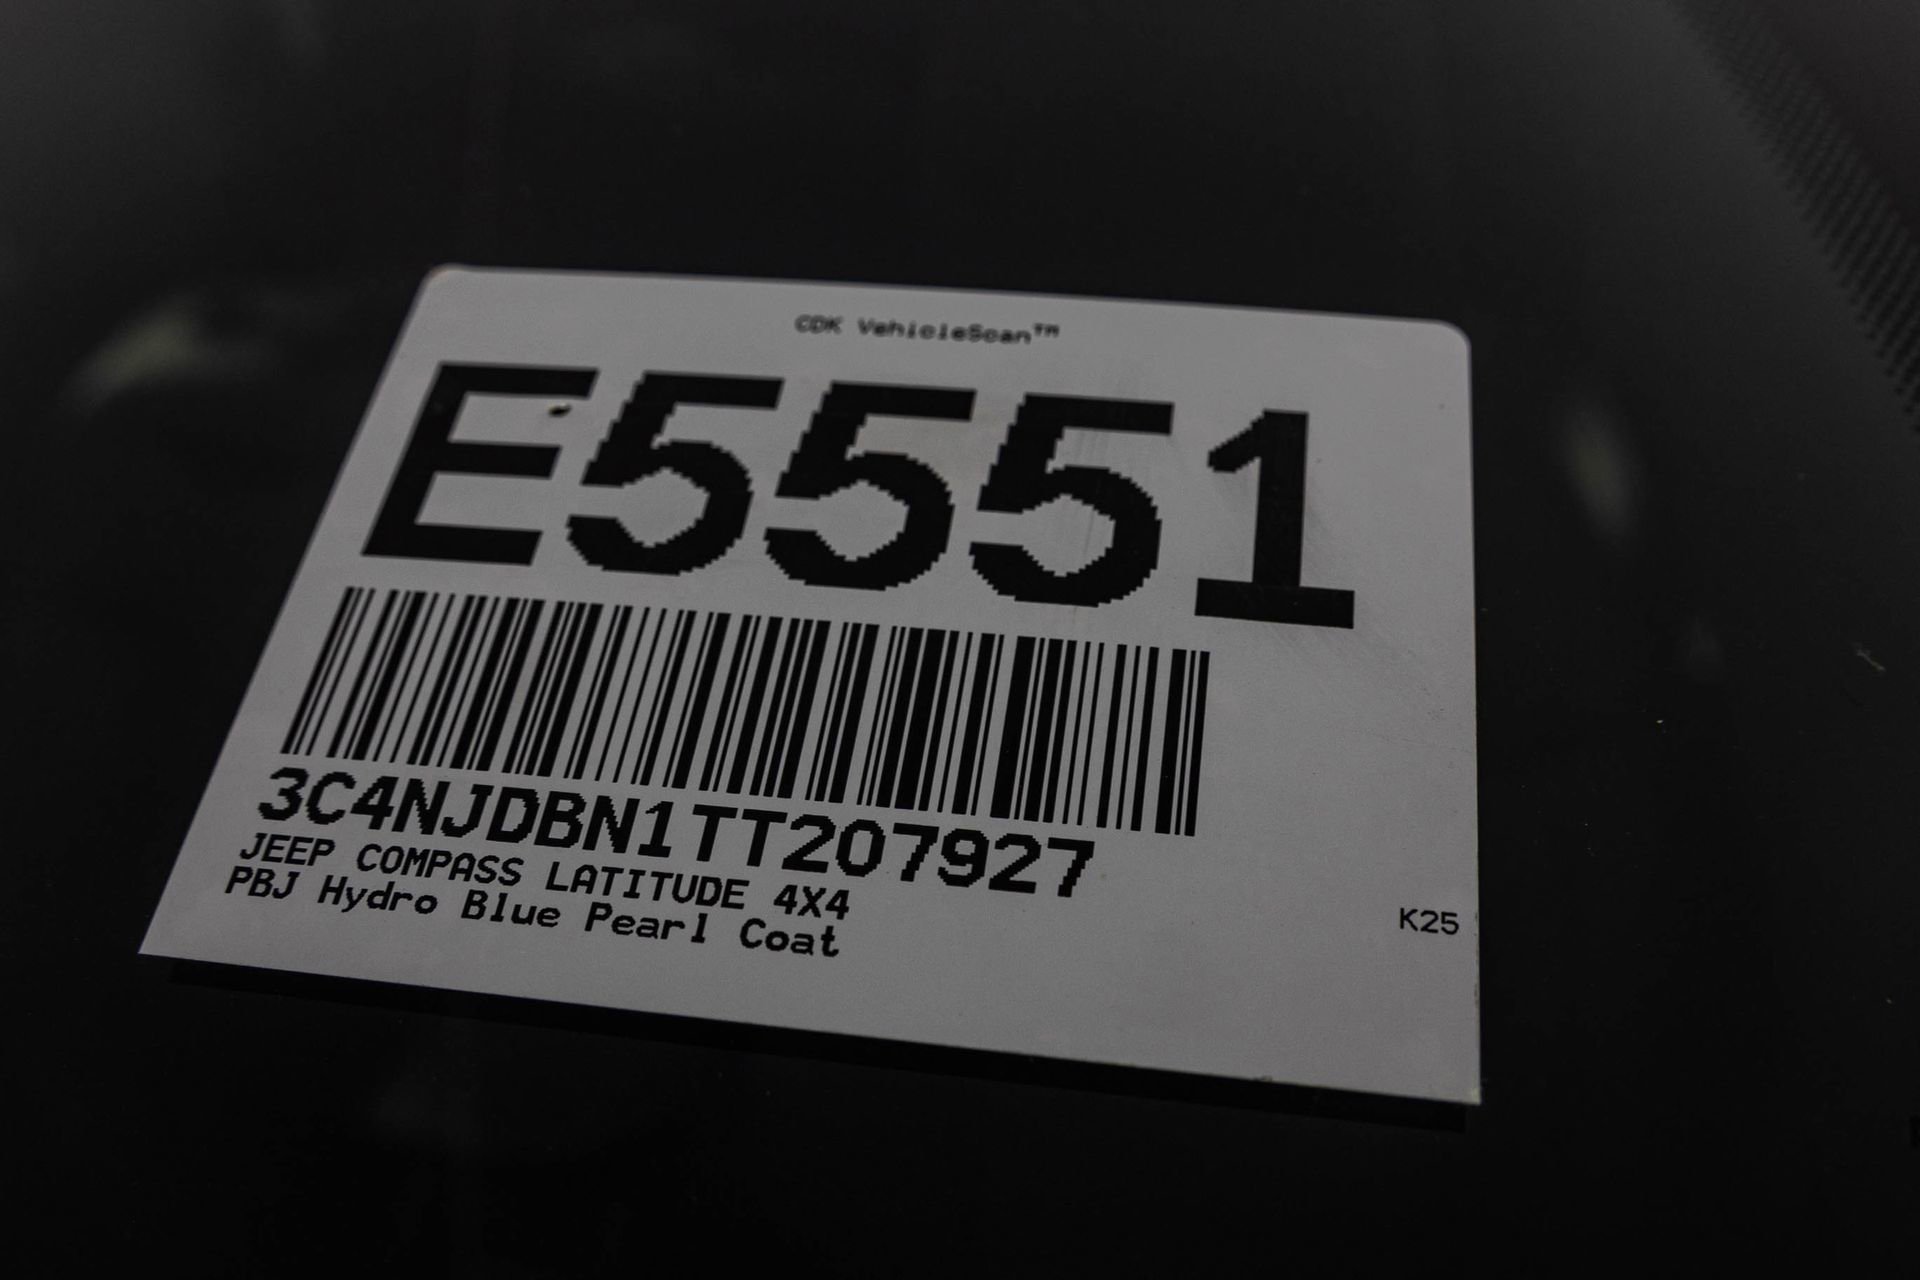 CDK VehicleScan™
E5551
3C4NJDBN1TT207927
JEEP COMPASS LATITUDE 4X4
PBJ Hydro Blue Pearl Coat
K25